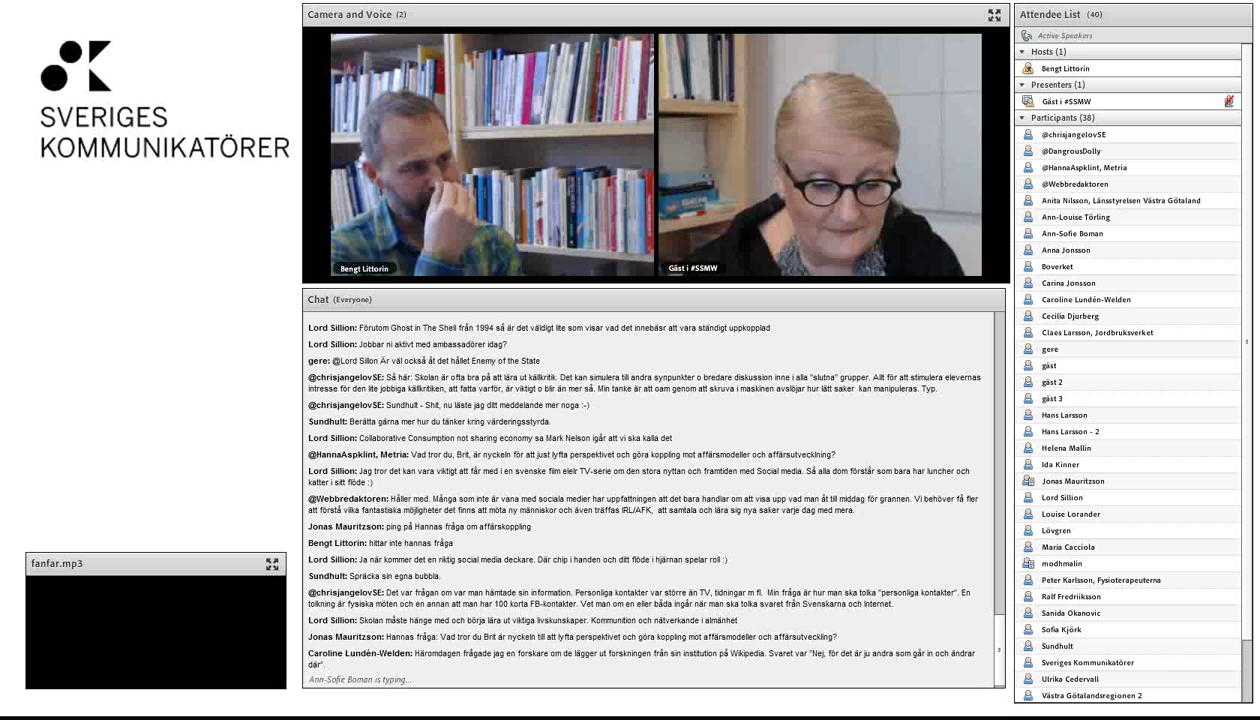 SVERIGES
KOMMUNIKATÖRER
fanfar.mp3
Camera and Voice (2)
Bengt Littorin
Gäst i #SSMW
Chat (Everyone)
Lord Sillion: Förutom Ghost in The Shell från 1994 så är det väldigt lite som visar vad det innebäsr att vara ständigt uppkopplad
Lord Sillion: Jobbar ni aktivt med ambassadörer idag?
gere: @Lord Sillon Är väl också åt det hållet Enemy of the State
@chrisjangelovSE: Så här: Skolan är ofta bra på att lära ut källkritik. Det kan simulera till andra synpunkter o bredare diskussion inne i alla "slutna" grupper. Allt för att stimulera elevernas
intresse för den lite jobbiga källkritiken, att fatta varför, är viktigt o blir än mer så. Min tanke är att oam genom att skruva i maskinen avslöjar hur lätt saker kan manipuleras. Typ.
@chrisjangelovSE: Sundhult - Shit, nu läste jag ditt meddelande mer noga :-)
Sundhult: Berätta gärna mer hur du tänker kring värderingsstyrda.
Lord Sillion: Collaborative Consumption not sharing economy sa Mark Nelson igår att vi ska kalla det
@HannaAspklint, Metria: Vad tror du, Brit, är nyckeln för att just lyfta perspektivet och göra koppling mot affärsmodeller och affärsutvecklning?
Lord Sillion: Jag tror det kan vara viktigt att får med i en svenske film elelr TV-serie om den stora nyttan och framtiden med Social media. Så alla dom förstår som bara har luncher och
katter i sitt flöde :)
@Webbredaktoren: Håller med. Många som inte är vana med sociala medier har uppfattningen att det bara handlar om att visa upp vad man åt till middag för grannen. Vi behöver få fler
att förstå vilka fantastiska möjligheter det finns att möta ny människor och även träffas IRL/AFK, att samtala och lära sig nya saker varje dag med mera.
Jonas Mauritzson: ping på Hannas fråga om affärskoppling
Bengt Littorin: hittar inte hannas fråga
Lord Sillion: Ja när kommer det en riktig social media deckare. Där chip i handen och ditt flöde i hjärnan spelar roll :)
Sundhult: Spräcka sin egna bubbla.
@chrisjangelovSE: Det var frågan om var man hämtade sin information. Personliga kontakter var större än TV, tidningar m fl. Min fråga är hur man ska tolka "personliga kontakter". En
tolkning är fysiska möten och en annan att man har 100 korta FB-kontakter. Vet man om en eller båda ingår när man ska tolka svaret från Svenskarna och Internet.
Lord Sillion: Skolan måste hänge med och börja lära ut viktiga livskunskaper. Kommunition och nätverkande i almänhet
Jonas Mauritzson: Hannas fråga: Vad tror du Brit är nyckeln till att lyfta perspektivet och göra koppling mot affärsmodeller och affärsutveckling?
Caroline Lundén-Welden: Häromdagen frågade jag en forskare om de lägger ut forskningen från sin institution på Wikipedia. Svaret var "Nej, för det är ju andra som går in och ändrar
där".
Ann-Sofie Boman is typing...
Attendee List (40)
Active Speakers
Hosts (1)
Bengt Littorin
Presenters (1)
Gäst i #SSMW
Participants (38)
@chrisjangelovSE
@DangrousDolly
@HannaAspklint, Metria
@Webbredaktoren
Anita Nilsson, Länsstyrelsen Västra Götaland
Ann-Louise Törling
Ann-Sofie Boman
Anna Jonsson
Boverket
Carina Jonsson
Caroline Lundén-Welden
Cecilia Djurberg
Claes Larsson, Jordbruksverket
gere
gäst
gäst 2
gäst 3
Hans Larsson
Hans Larsson - 2
Helena Mallin
Ida Kinner
Jonas Mauritzson
Lord Sillion
Louise Lorander
Lövgren
Maria Cacciola
modhmalin
Peter Karlsson, Fysioterapeuterna
Ralf Fredriksson
Sanida Okanovic
Sofia Kjörk
Sundhult
Sveriges Kommunikatörer
Ulrika Cedervall
Västra Götalandsregionen 2